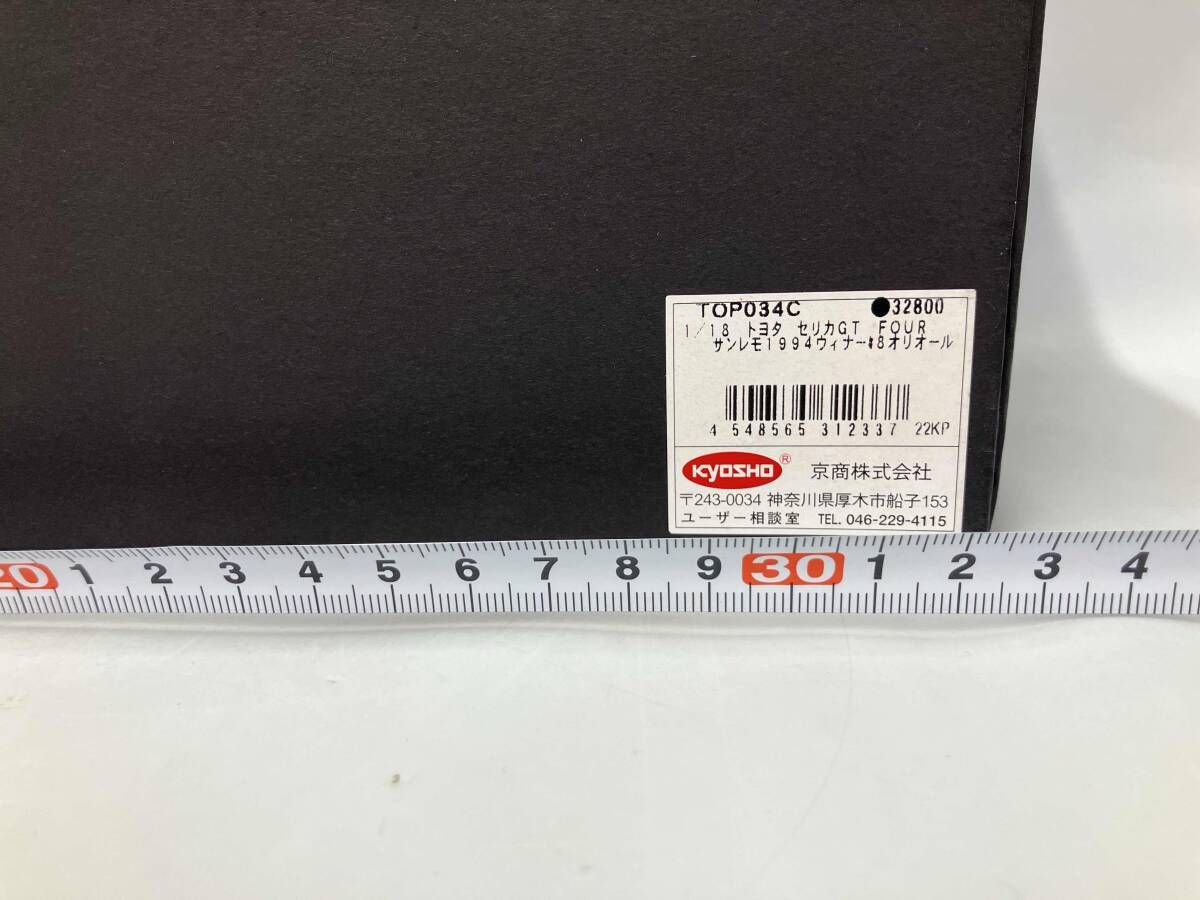 TOP034C ●32800
1/18 トヨタ セリカGT FOUR
サンレモ1994ウィナー#8オリオール
4 548565 312337 22KP
KYOSHO® 京商株式会社
〒243-0034 神奈川県厚木市船子153
ユーザー相談室 TEL. 046-229-4115
20 1 2 3 4 5 6 7 8 9 30 1 2 3 4